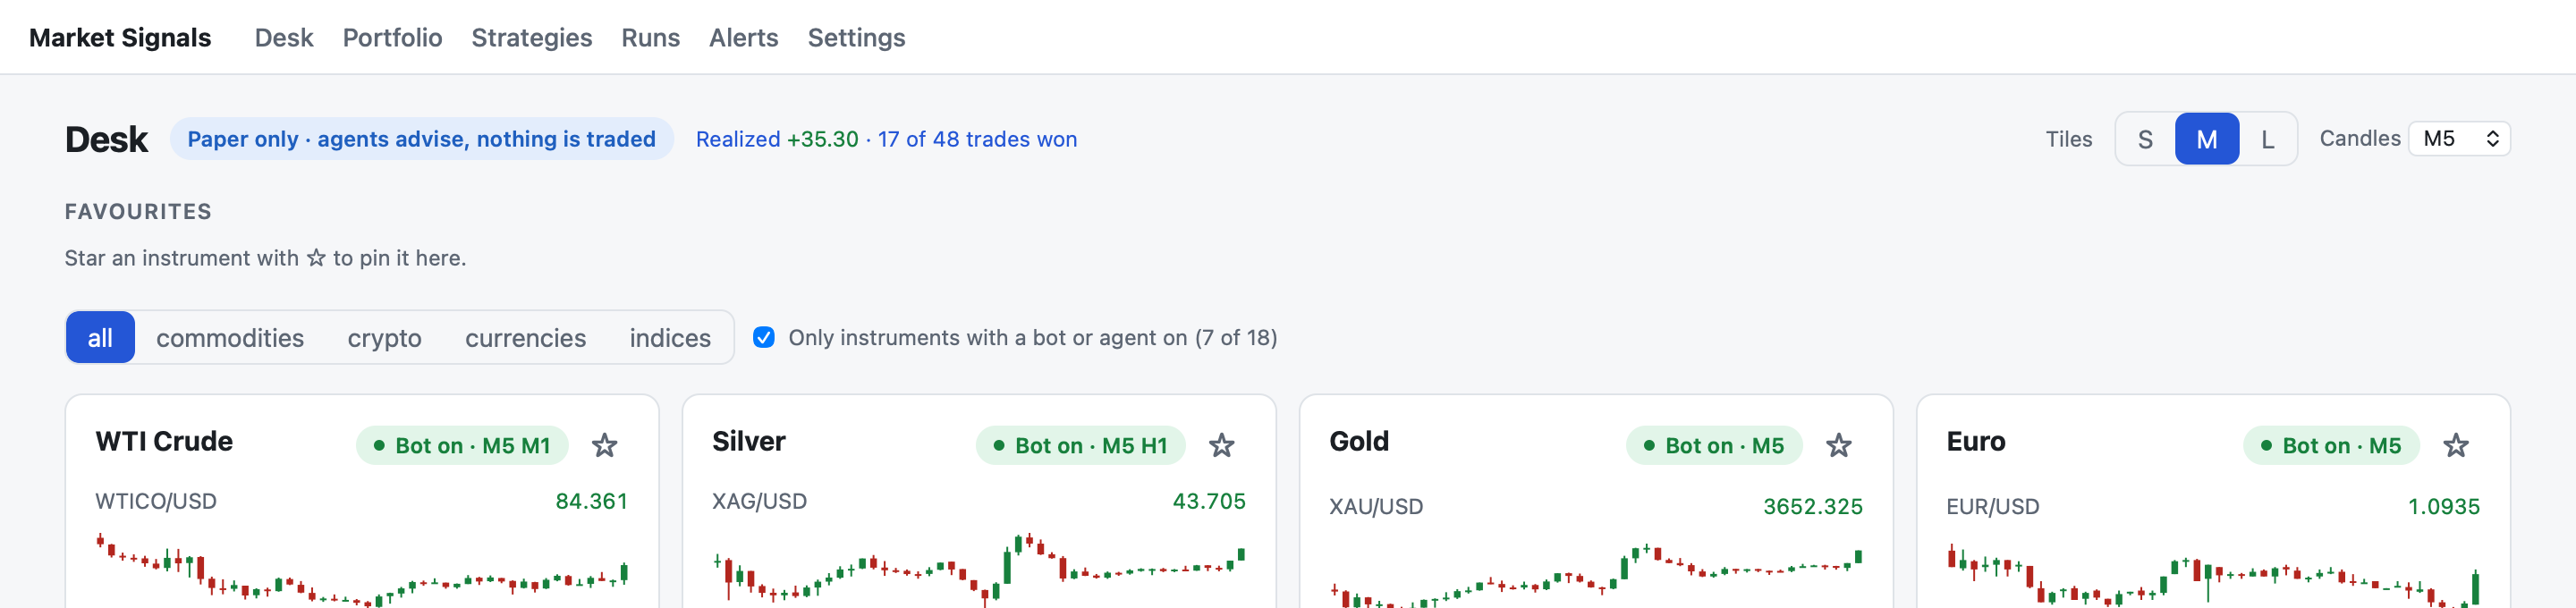 Market Signals Desk Portfolio Strategies Runs Alerts Settings
Desk Paper only · agents advise, nothing is traded Realized +35.30 · 17 of 48 trades won Tiles S M L Candles M5
FAVOURITES
Star an instrument with ☆ to pin it here.
all commodities crypto currencies indices Only instruments with a bot or agent on (7 of 18)
WTI Crude Bot on · M5 M1 ☆
WTICO/USD 84.361
Silver Bot on · M5 H1 ☆
XAG/USD 43.705
Gold Bot on · M5 ☆
XAU/USD 3652.325
Euro Bot on · M5 ☆
EUR/USD 1.0935